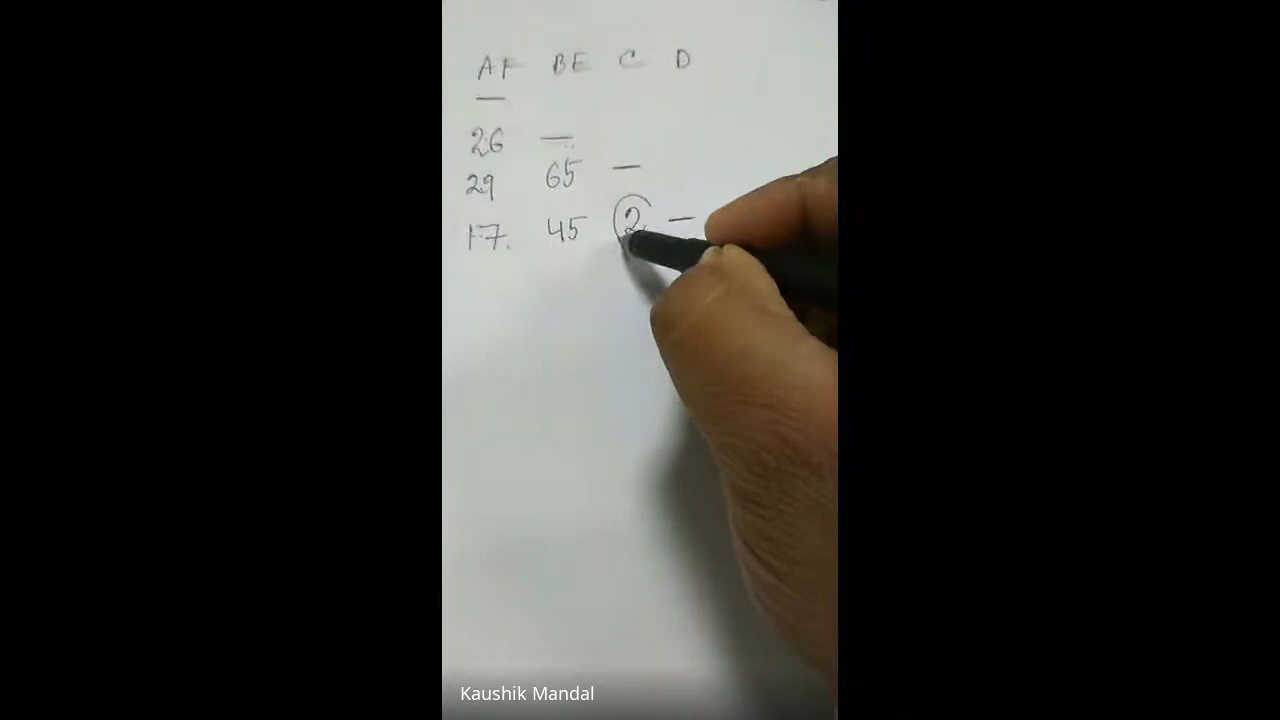 AF BE C D
—
26 —
29 65 —
17. 45 2 —
Kaushik Mandal